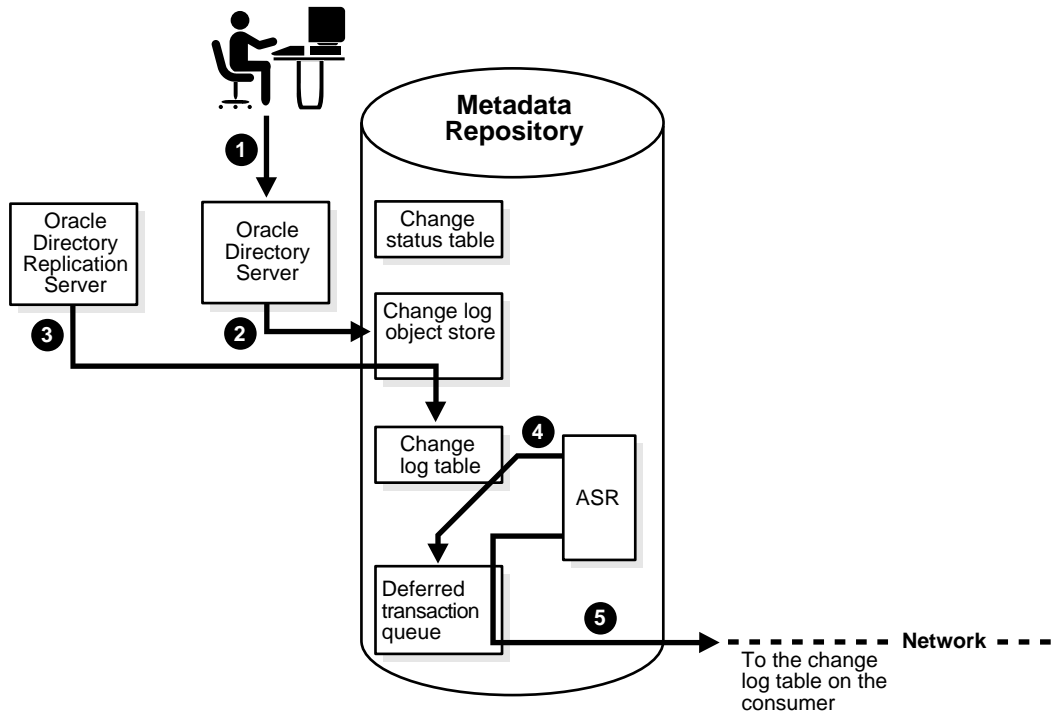 Metadata
Repository
1
Oracle
Directory
Replication
Server
Oracle
Directory
Server
Change
status table
3
2
Change log
object store
4
Change
log table
ASR
Deferred
transaction
queue
5
Network
To the change
log table on the
consumer